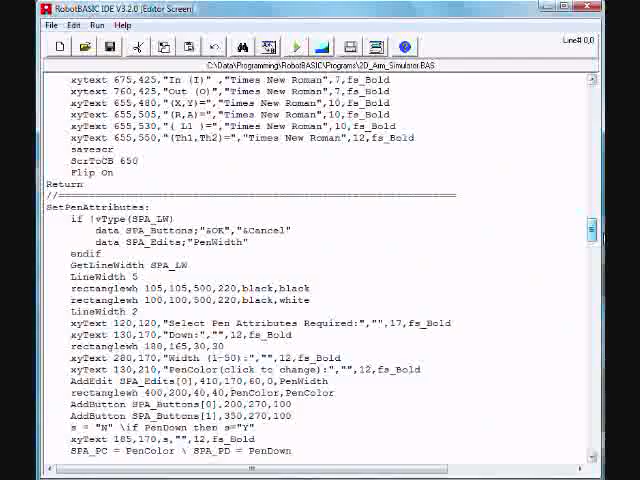 RobotBASIC IDE V3.2.0 [Editor Screen]
File Edit Run Help
Line# 0,0
C:\Data\Programming\RobotBASIC\Programs\2D_Arm_Simularor.BAS
xytext 675,425,"In (I)" ,"Times New Roman",7,fs_Bold
xytext 760,425,"Out (O)","Times New Roman",7,fs_Bold
xyText 655,480,"(X,Y)=","Times New Roman",10,fs_Bold
xyText 655,505,"(R,A)=","Times New Roman",10,fs_Bold
xyText 655,530,"( L1 )=","Times New Roman",10,fs_Bold
xyText 655,550,"(Th1,Th2)=","Times New Roman",12,fs_Bold
savescr
ScrToCB 650
Flip On
Return
//==========================================================
SetPenAttributes:
if !vType(SPA_LW)
data SPA_Buttons;"&OK","&Cancel"
data SPA_Edits;"PenWidth"
endif
GetLineWidth SPA_LW
LineWidth 5
rectanglewh 105,105,500,220,black,black
rectanglewh 100,100,500,220,black,white
LineWidth 2
xyText 120,120,"Select Pen Attributes Required:","",17,fs_Bold
xyText 130,170,"Down:","",12,fs_Bold
rectanglewh 180,165,30,30
xyText 280,170,"Width (1-50):","",12,fs_Bold
xyText 130,210,"PenColor(click to change):","",12,fs_Bold
AddEdit SPA_Edits[0],410,170,60,0,PenWidth
rectanglewh 400,200,40,40,PenColor,PenColor
AddButton SPA_Buttons[0],200,270,100
AddButton SPA_Buttons[1],350,270,100
s = "N" \if PenDown then s="Y"
xyText 185,170,s,"",12,fs_Bold
SPA_PC = PenColor \ SPA_PD = PenDown